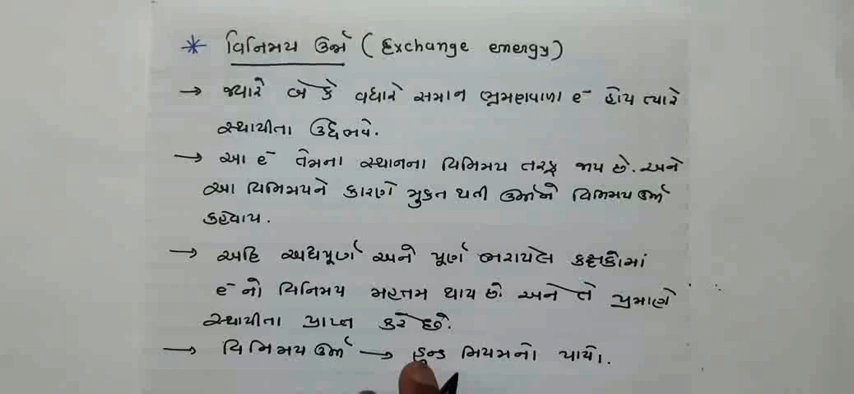 * વિનિમય ઉર્જા (Exchange energy)
→ જ્યારે બે કે વધારે સમાન ભ્રમણવાળા e⁻ હોય ત્યારે
સ્થાયીતા ઉદ્દભવે.
→ આ e⁻ તેમના સ્થાનના વિનિમય તરફ જાય છે. અને
આ વિનિમયને કારણે મુક્ત થતી ઉર્જાને વિનિમય ઉર્જા
કહેવાય.
→ અહિ અર્ધપૂર્ણ અને પૂર્ણ ભરાયેલ કક્ષકોમાં
e⁻ નો વિનિમય મહત્તમ થાય છે અને તે પ્રમાણે
સ્થાયીતા પ્રાપ્ત કરે છે.
→ વિનિમય ઉર્જા → હુન્ડ નિયમનો પાયો.